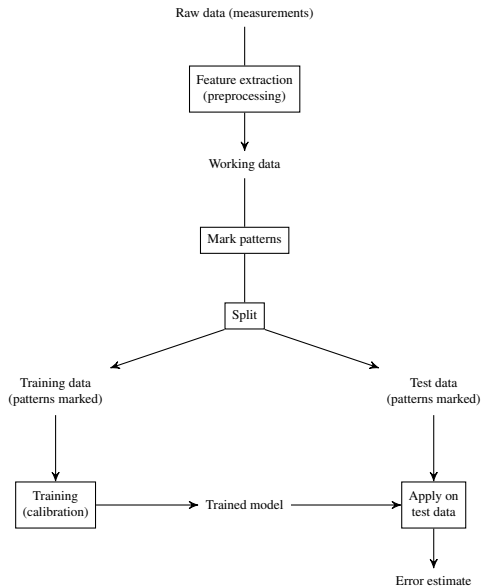 Raw data (measurements)
Feature extraction
(preprocessing)
Working data
Mark patterns
Split
Training data
(patterns marked)
Test data
(patterns marked)
Training
(calibration)
Trained model
Apply on
test data
Error estimate